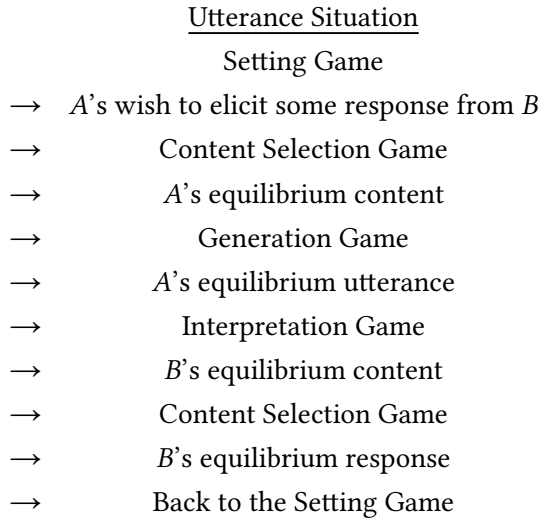 Utterance Situation
Setting Game
→ A's wish to elicit some response from B
→ Content Selection Game
→ A's equilibrium content
→ Generation Game
→ A's equilibrium utterance
→ Interpretation Game
→ B's equilibrium content
→ Content Selection Game
→ B's equilibrium response
→ Back to the Setting Game